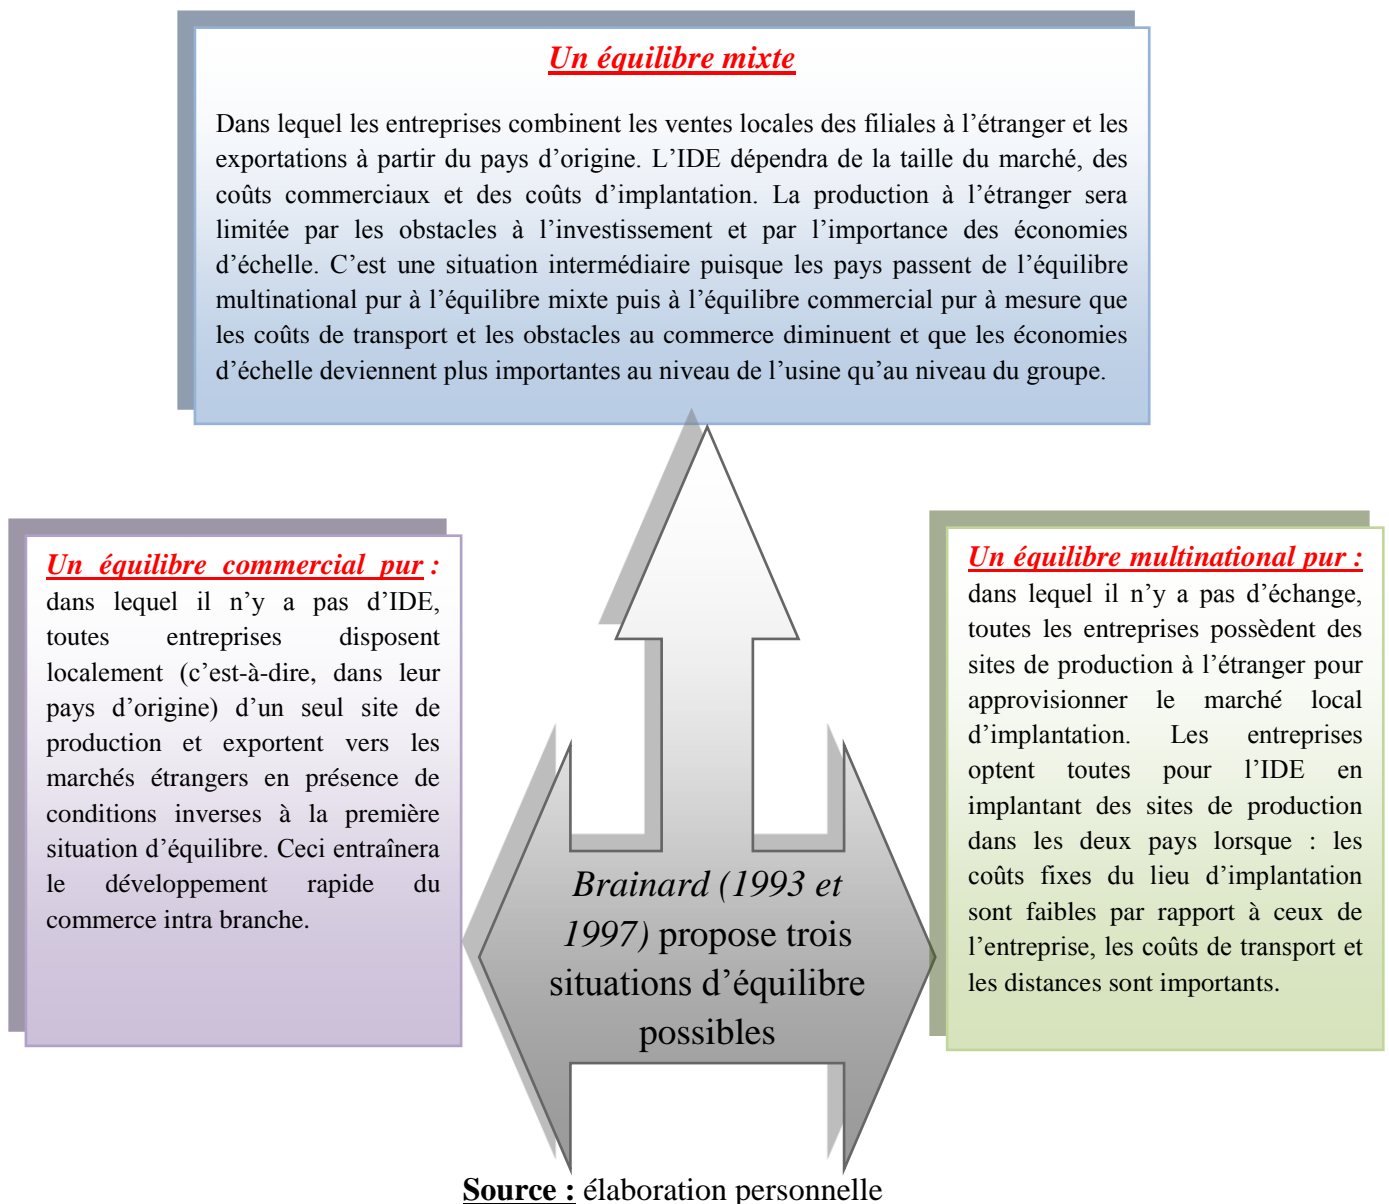 Un équilibre mixte
Dans lequel les entreprises combinent les ventes locales des filiales à l’étranger et les
exportations à partir du pays d’origine. L’IDE dépendra de la taille du marché, des
coûts commerciaux et des coûts d’implantation. La production à l’étranger sera
limitée par les obstacles à l’investissement et par l’importance des économies
d’échelle. C’est une situation intermédiaire puisque les pays passent de l’équilibre
multinational pur à l’équilibre mixte puis à l’équilibre commercial pur à mesure que
les coûts de transport et les obstacles au commerce diminuent et que les économies
d’échelle deviennent plus importantes au niveau de l’usine qu’au niveau du groupe.
Un équilibre commercial pur :
dans lequel il n’y a pas d’IDE,
toutes entreprises disposent
localement (c’est-à-dire, dans leur
pays d’origine) d’un seul site de
production et exportent vers les
marchés étrangers en présence de
conditions inverses à la première
situation d’équilibre. Ceci entraînera
le développement rapide du
commerce intra branche.
Un équilibre multinational pur :
dans lequel il n’y a pas d’échange,
toutes les entreprises possèdent des
sites de production à l’étranger pour
approvisionner le marché local
d’implantation. Les entreprises
optent toutes pour l’IDE en
implantant des sites de production
dans les deux pays lorsque : les
coûts fixes du lieu d’implantation
sont faibles par rapport à ceux de
l’entreprise, les coûts de transport et
les distances sont importants.
Brainard (1993 et
1997) propose trois
situations d’équilibre
possibles
Source : élaboration personnelle